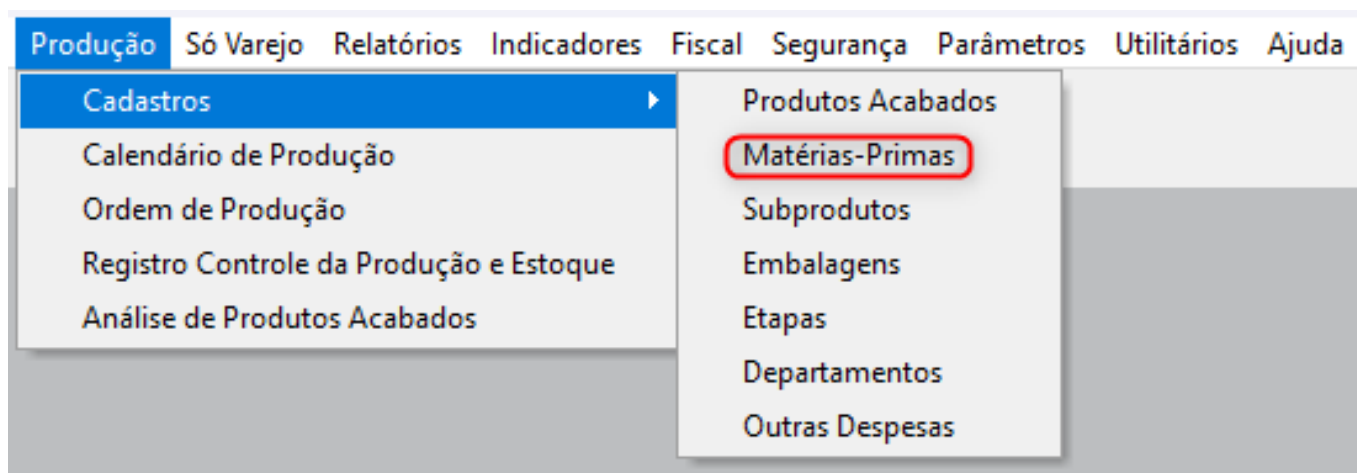 Produção Só Varejo Relatórios Indicadores Fiscal Segurança Parâmetros Utilitários Ajuda
Cadastros
Calendário de Produção
Ordem de Produção
Registro Controle da Produção e Estoque
Análise de Produtos Acabados
Produtos Acabados
Matérias-Primas
Subprodutos
Embalagens
Etapas
Departamentos
Outras Despesas